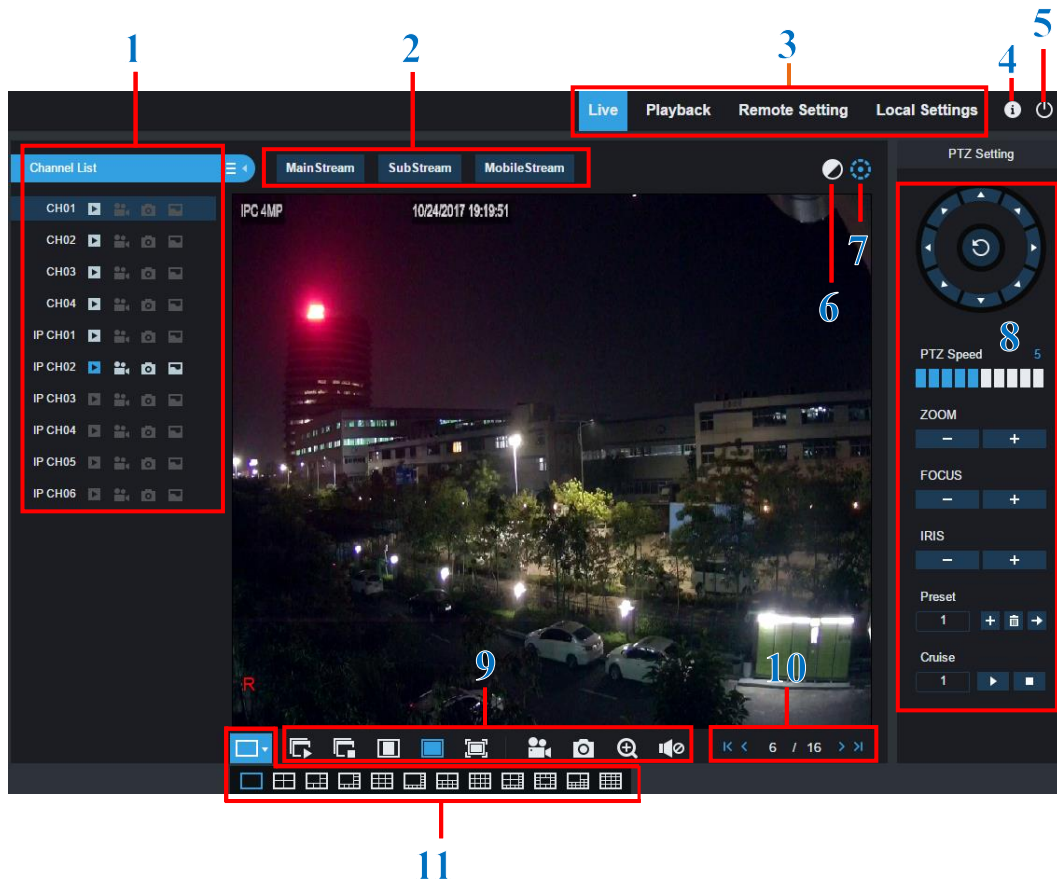 1
2
3
4
5
Live Playback Remote Setting Local Settings
Channel List
MainStream SubStream MobileStream
PTZ Setting
CH01
CH02
CH03
CH04
IP CH01
IP CH02
IP CH03
IP CH04
IP CH05
IP CH06
IPC 4MP 10/24/2017 19:19:51
6
7
R
8
PTZ Speed 5
ZOOM
FOCUS
IRIS
Preset
1
Cruise
1
9
10
6 / 16
11